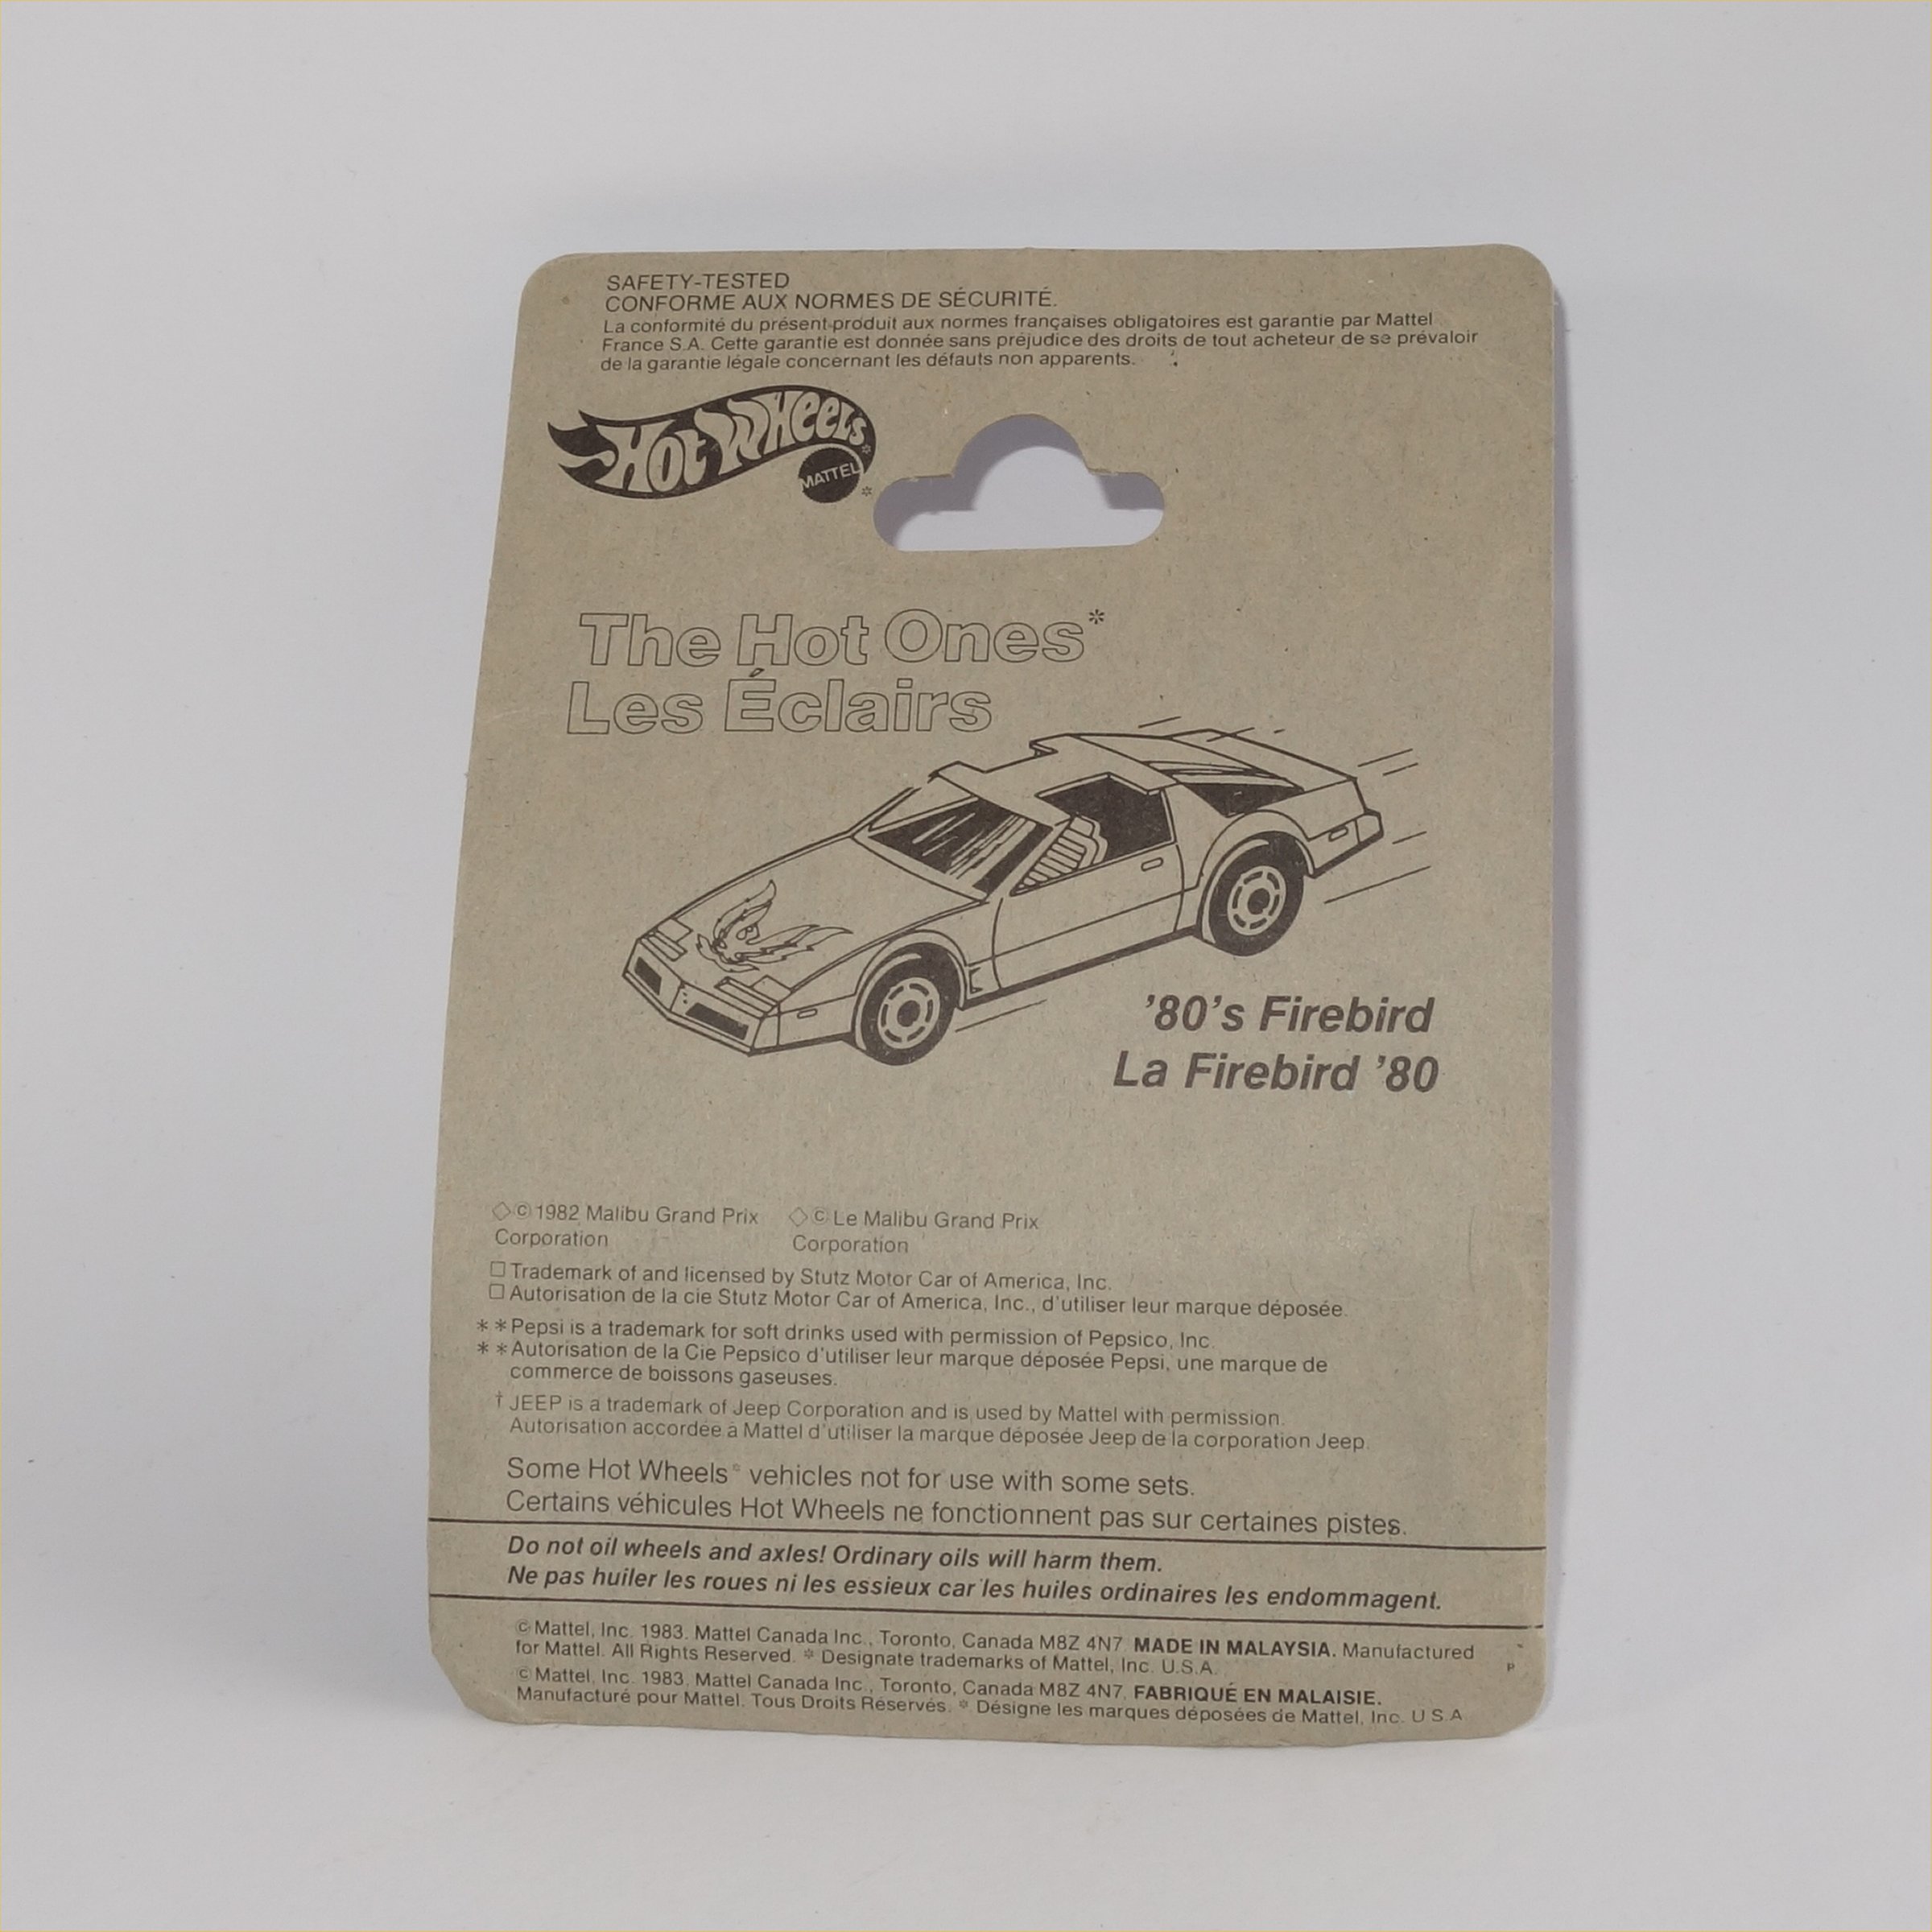 SAFETY-TESTED
CONFORME AUX NORMES DE SÉCURITÉ.
La conformité du présent produit aux normes françaises obligatoires est garantie par Mattel
France S.A. Cette garantie est donnée sans préjudice des droits de tout acheteur de se prévaloir
de la garantie légale concernant les défauts non apparents.
Hot Wheels*
MATTEL*
The Hot Ones*
Les Éclairs
'80's Firebird
La Firebird '80
◇©1982 Malibu Grand Prix
Corporation
◇© Le Malibu Grand Prix
Corporation
□ Trademark of and licensed by Stutz Motor Car of America, Inc.
□ Autorisation de la cie Stutz Motor Car of America, Inc., d'utiliser leur marque déposée.
**Pepsi is a trademark for soft drinks used with permission of Pepsico, Inc.
**Autorisation de la Cie Pepsico d'utiliser leur marque déposée Pepsi, une marque de
commerce de boissons gaseuses.
† JEEP is a trademark of Jeep Corporation and is used by Mattel with permission.
Autorisation accordée à Mattel d'utiliser la marque déposée Jeep de la corporation Jeep.
Some Hot Wheels* vehicles not for use with some sets.
Certains véhicules Hot Wheels ne fonctionnent pas sur certaines pistes.
Do not oil wheels and axles! Ordinary oils will harm them.
Ne pas huiler les roues ni les essieux car les huiles ordinaires les endommagent.
© Mattel, Inc. 1983. Mattel Canada Inc., Toronto, Canada M8Z 4N7. MADE IN MALAYSIA. Manufactured
for Mattel. All Rights Reserved. * Designate trademarks of Mattel, Inc. U.S.A.
© Mattel, Inc. 1983, Mattel Canada Inc., Toronto, Canada M8Z 4N7. FABRIQUÉ EN MALAISIE.
Manufacturé pour Mattel. Tous Droits Réservés. * Désigne les marques déposées de Mattel, Inc. U.S.A.
P